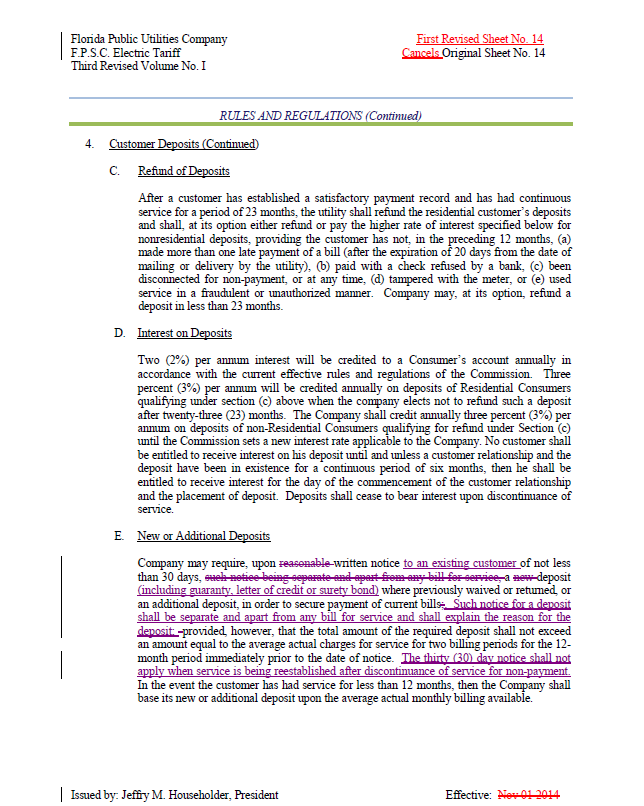 Florida Public Utilities Company
First Revised Sheet No. 14
F.P.S.C. Electric Tariff
Cancels Original Sheet No. 14
Third Revised Volume No. I
RULES AND REGULATIONS (Continued)
4. Customer Deposits (Continued)
C. Refund of Deposits
After a customer has established a satisfactory payment record and has had continuous
service for a period of 23 months, the utility shall refund the residential customer's deposits
and shall, at its option either refund or pay the higher rate of interest specified below for
nonresidential deposits, providing the customer has not, in the preceding 12 months, (a)
made more than one late payment of a bill (after the expiration of 20 days from the date of
mailing or delivery by the utility), (b) paid with a check refused by a bank, (c) been
disconnected for non-payment, or at any time, (d) tampered with the meter, or (e) used
service in a fraudulent or unauthorized manner. Company may, at its option, refund a
deposit in less than 23 months.
D. Interest on Deposits
Two (2%) per annum interest will be credited to a Consumer's account annually in
accordance with the current effective rules and regulations of the Commission. Three
percent (3%) per annum will be credited annually on deposits of Residential Consumers
qualifying under section (c) above when the company elects not to refund such a deposit
after twenty-three (23) months. The Company shall credit annually three percent (3%) per
annum on deposits of non-Residential Consumers qualifying for refund under Section (c)
until the Commission sets a new interest rate applicable to the Company. No customer shall
be entitled to receive interest on his deposit until and unless a customer relationship and the
deposit have been in existence for a continuous period of six months, then he shall be
entitled to receive interest for the day of the commencement of the customer relationship
and the placement of deposit. Deposits shall cease to bear interest upon discontinuance of
service.
E. New or Additional Deposits
Company may require, upon reasonable written notice to an existing customer of not less
than 30 days, such notice being separate and apart from any bill for service, a new deposit
(including guaranty, letter of credit or surety bond) where previously waived or returned, or
an additional deposit, in order to secure payment of current bills;. Such notice for a deposit
shall be separate and apart from any bill for service and shall explain the reason for the
deposit; provided, however, that the total amount of the required deposit shall not exceed
an amount equal to the average actual charges for service for two billing periods for the 12-
month period immediately prior to the date of notice. The thirty (30) day notice shall not
apply when service is being reestablished after discontinuance of service for non-payment.
In the event the customer has had service for less than 12 months, then the Company shall
base its new or additional deposit upon the average actual monthly billing available.
Issued by: Jeffry M. Householder, President
Effective: Nov 01 2014